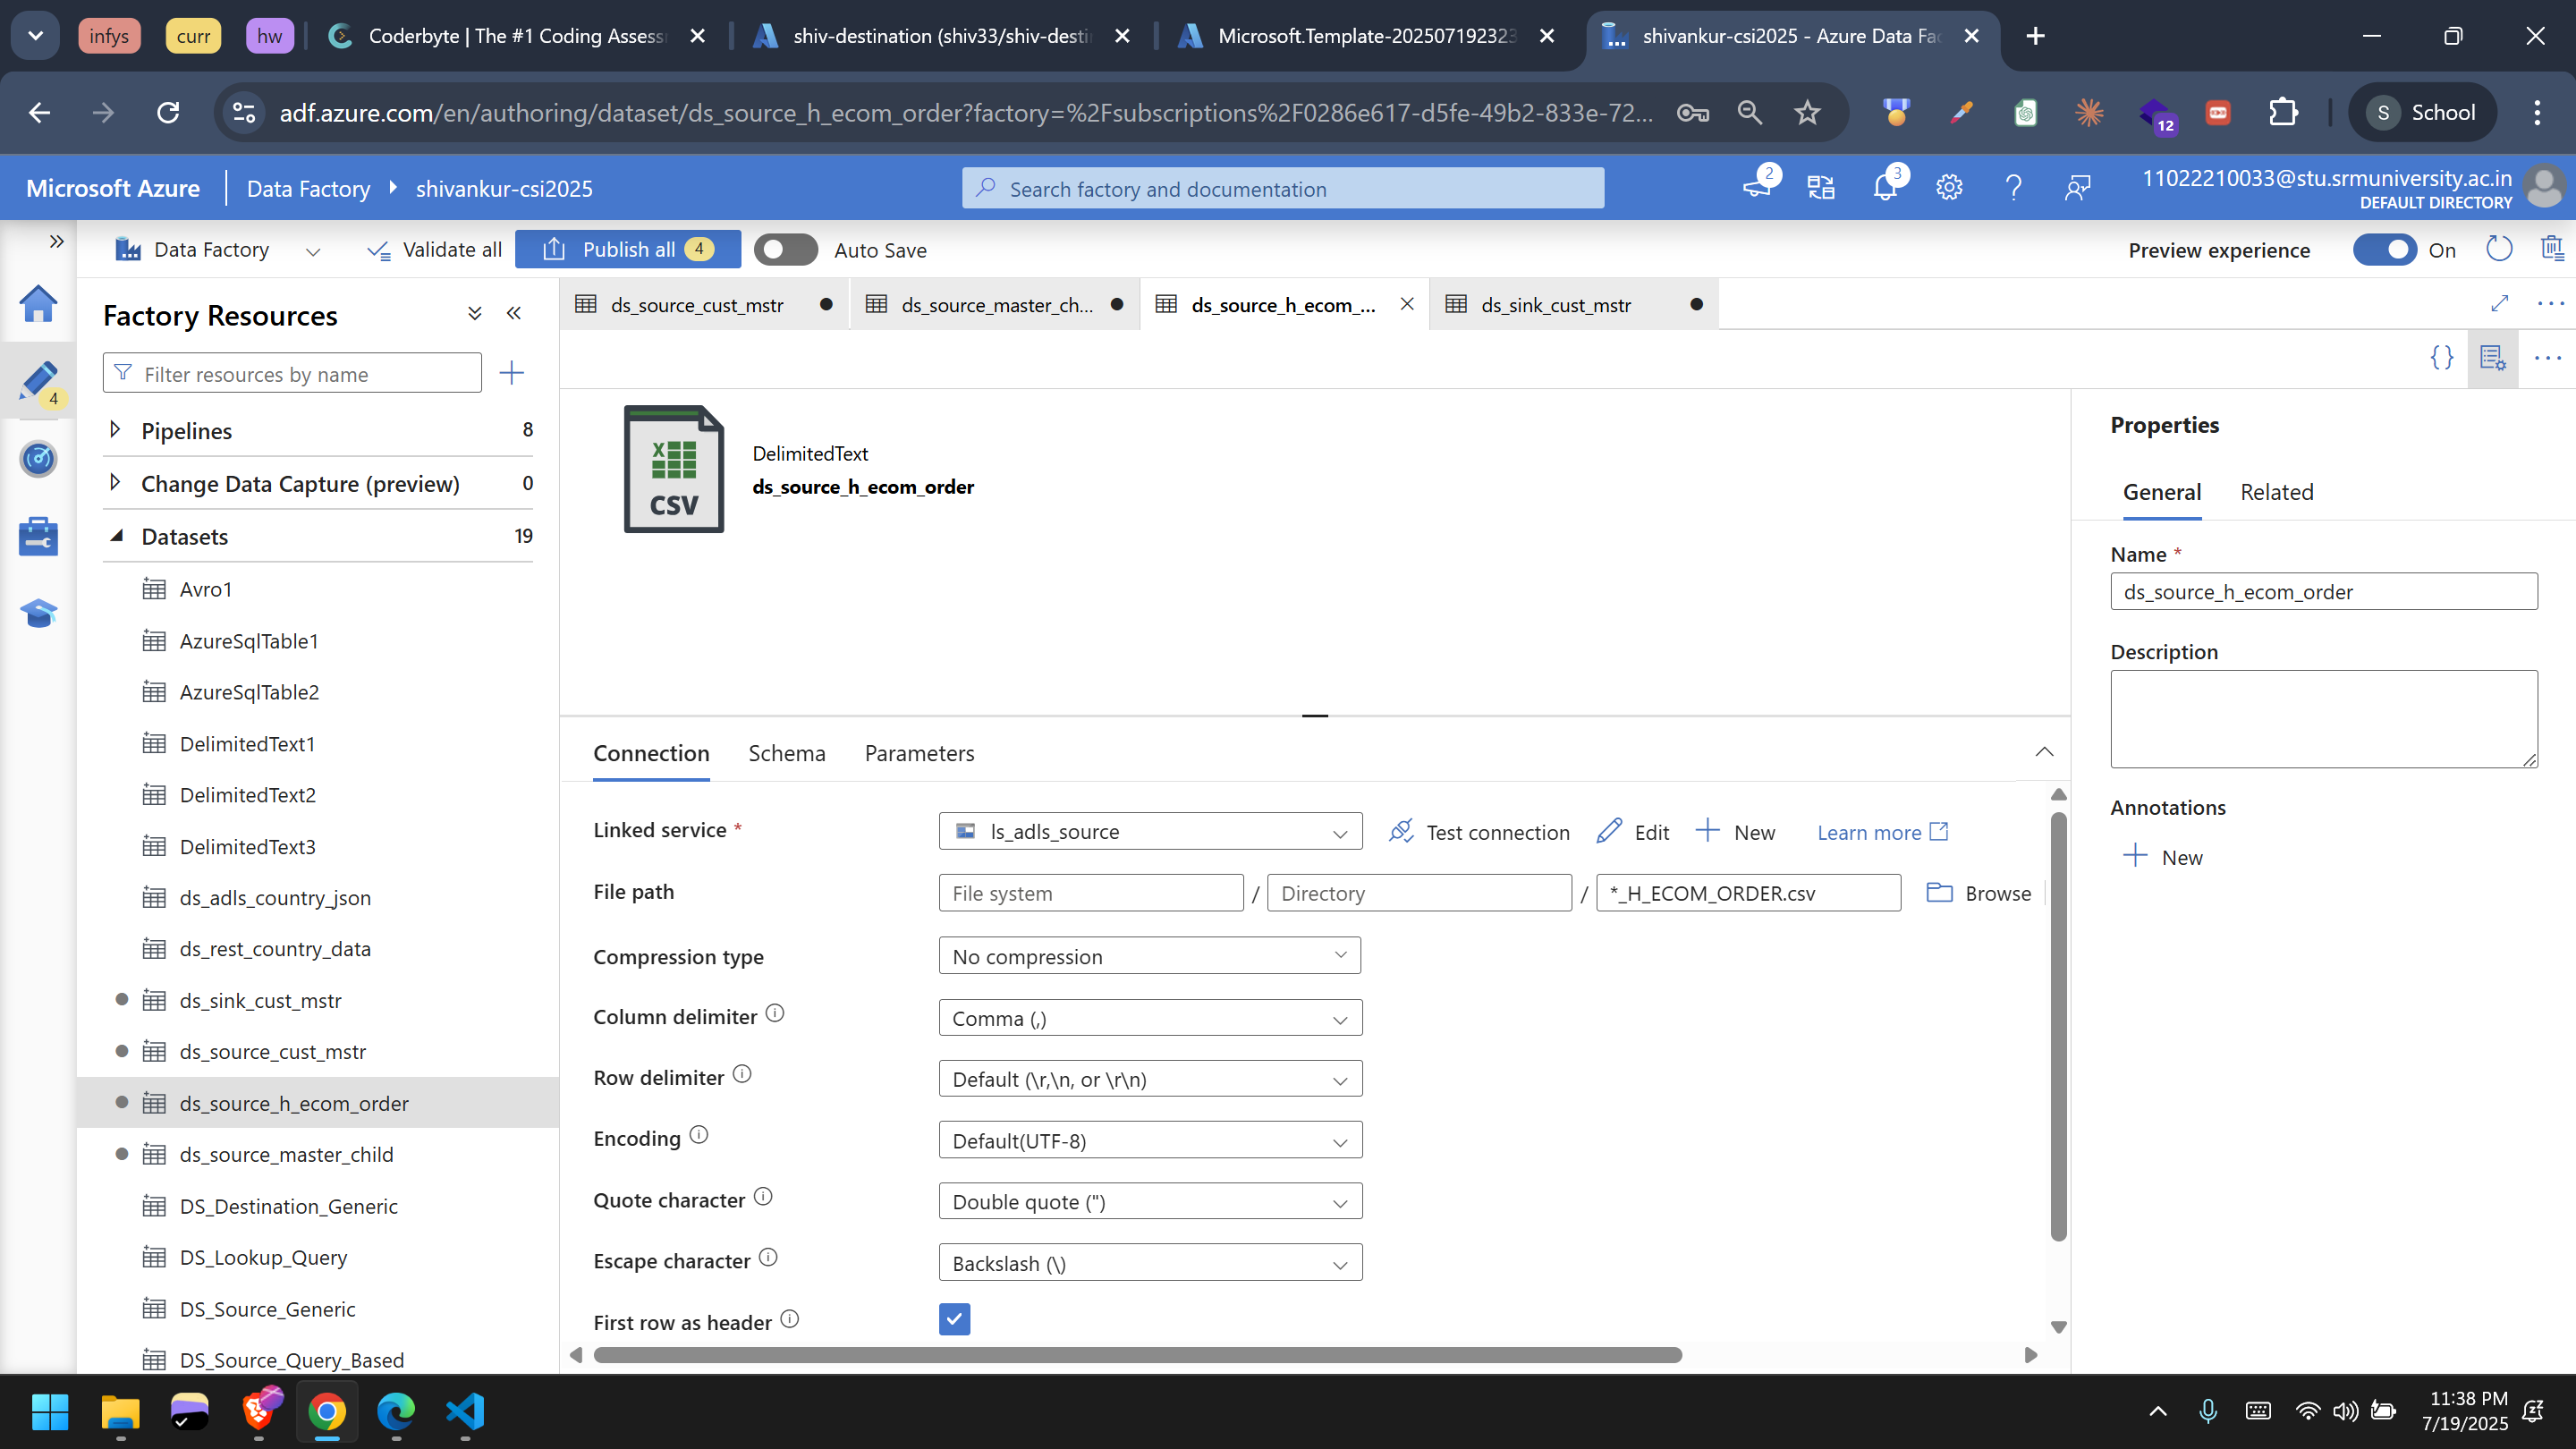 infys
curr
hw
Coderbyte | The #1 Coding Assess
shiv-destination (shiv33/shiv-desti
Microsoft.Template-202507192323
shivankur-csi2025 - Azure Data Fac
adf.azure.com/en/authoring/dataset/ds_source_h_ecom_order?factory=%2Fsubscriptions%2F0286e617-d5fe-49b2-833e-72...
12
S School
Microsoft Azure
Data Factory
shivankur-csi2025
Search factory and documentation
2
3
11022210033@stu.srmuniversity.ac.in
DEFAULT DIRECTORY
Data Factory
Validate all
Publish all 4
Auto Save
Preview experience
On
4
Factory Resources
Filter resources by name
Pipelines 8
Change Data Capture (preview) 0
Datasets 19
Avro1
AzureSqlTable1
AzureSqlTable2
DelimitedText1
DelimitedText2
DelimitedText3
ds_adls_country_json
ds_rest_country_data
ds_sink_cust_mstr
ds_source_cust_mstr
ds_source_h_ecom_order
ds_source_master_child
DS_Destination_Generic
DS_Lookup_Query
DS_Source_Generic
DS_Source_Query_Based
ds_source_cust_mstr
ds_source_master_ch...
ds_source_h_ecom_...
ds_sink_cust_mstr
{}
X
CSV
DelimitedText
ds_source_h_ecom_order
Connection
Schema
Parameters
Linked service *
ls_adls_source
Test connection
Edit
New
Learn more
File path
File system / Directory / *_H_ECOM_ORDER.csv
Browse
Compression type
No compression
Column delimiter
Comma (,)
Row delimiter
Default (\r,\n, or \r\n)
Encoding
Default(UTF-8)
Quote character
Double quote (")
Escape character
Backslash (\)
First row as header
Properties
General
Related
Name *
ds_source_h_ecom_order
Description
Annotations
New
11:38 PM
7/19/2025